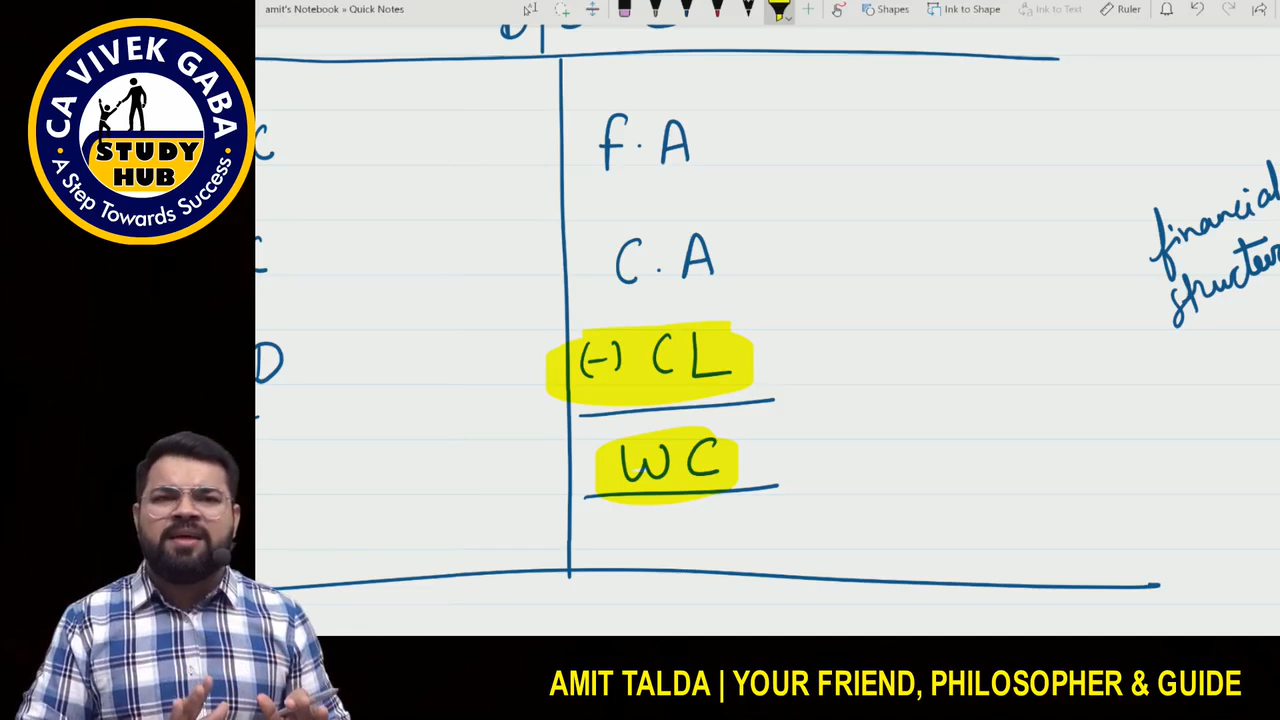 amit's Notebook » Quick Notes
Shapes
Ink to Shape
Ink to Text
Ruler
CA VIVEK GABA
STUDY
HUB
A Step Towards Success
C
f. A
C. A
D
(-) CL
WC
financial
AMIT TALDA | YOUR FRIEND, PHILOSOPHER & GUIDE